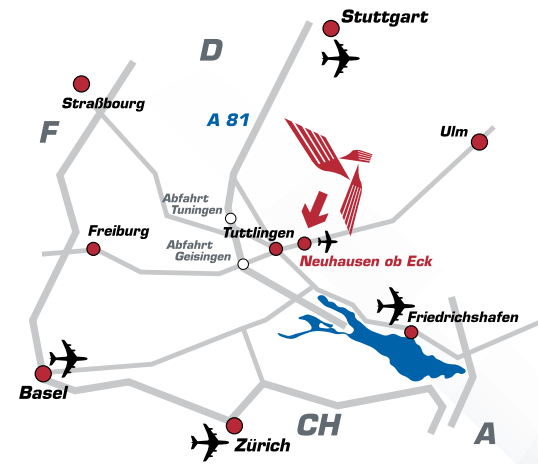 Stuttgart
D
Straßbourg
A 81
F
Ulm
Abfahrt
Tuningen
Freiburg
Tuttlingen
Abfahrt
Geisingen
Neuhausen ob Eck
Friedrichshafen
Basel
CH
A
Zürich